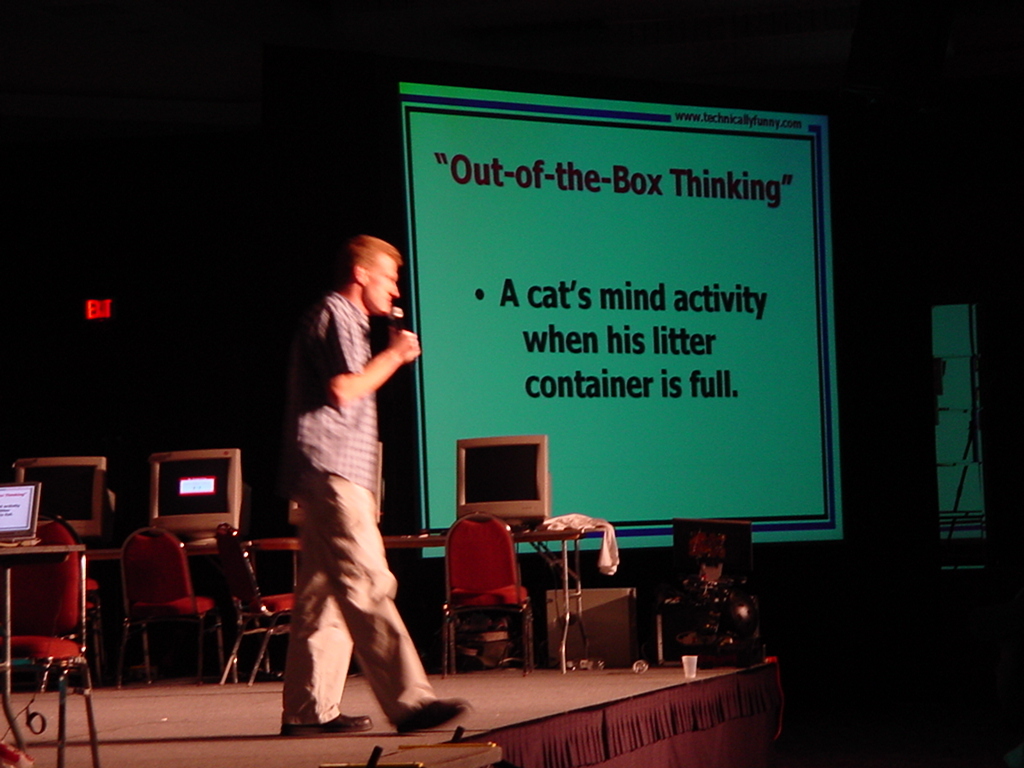 www.technicallyfunny.com
"Out-of-the-Box Thinking"
• A cat's mind activity
when his litter
container is full.
EXIT